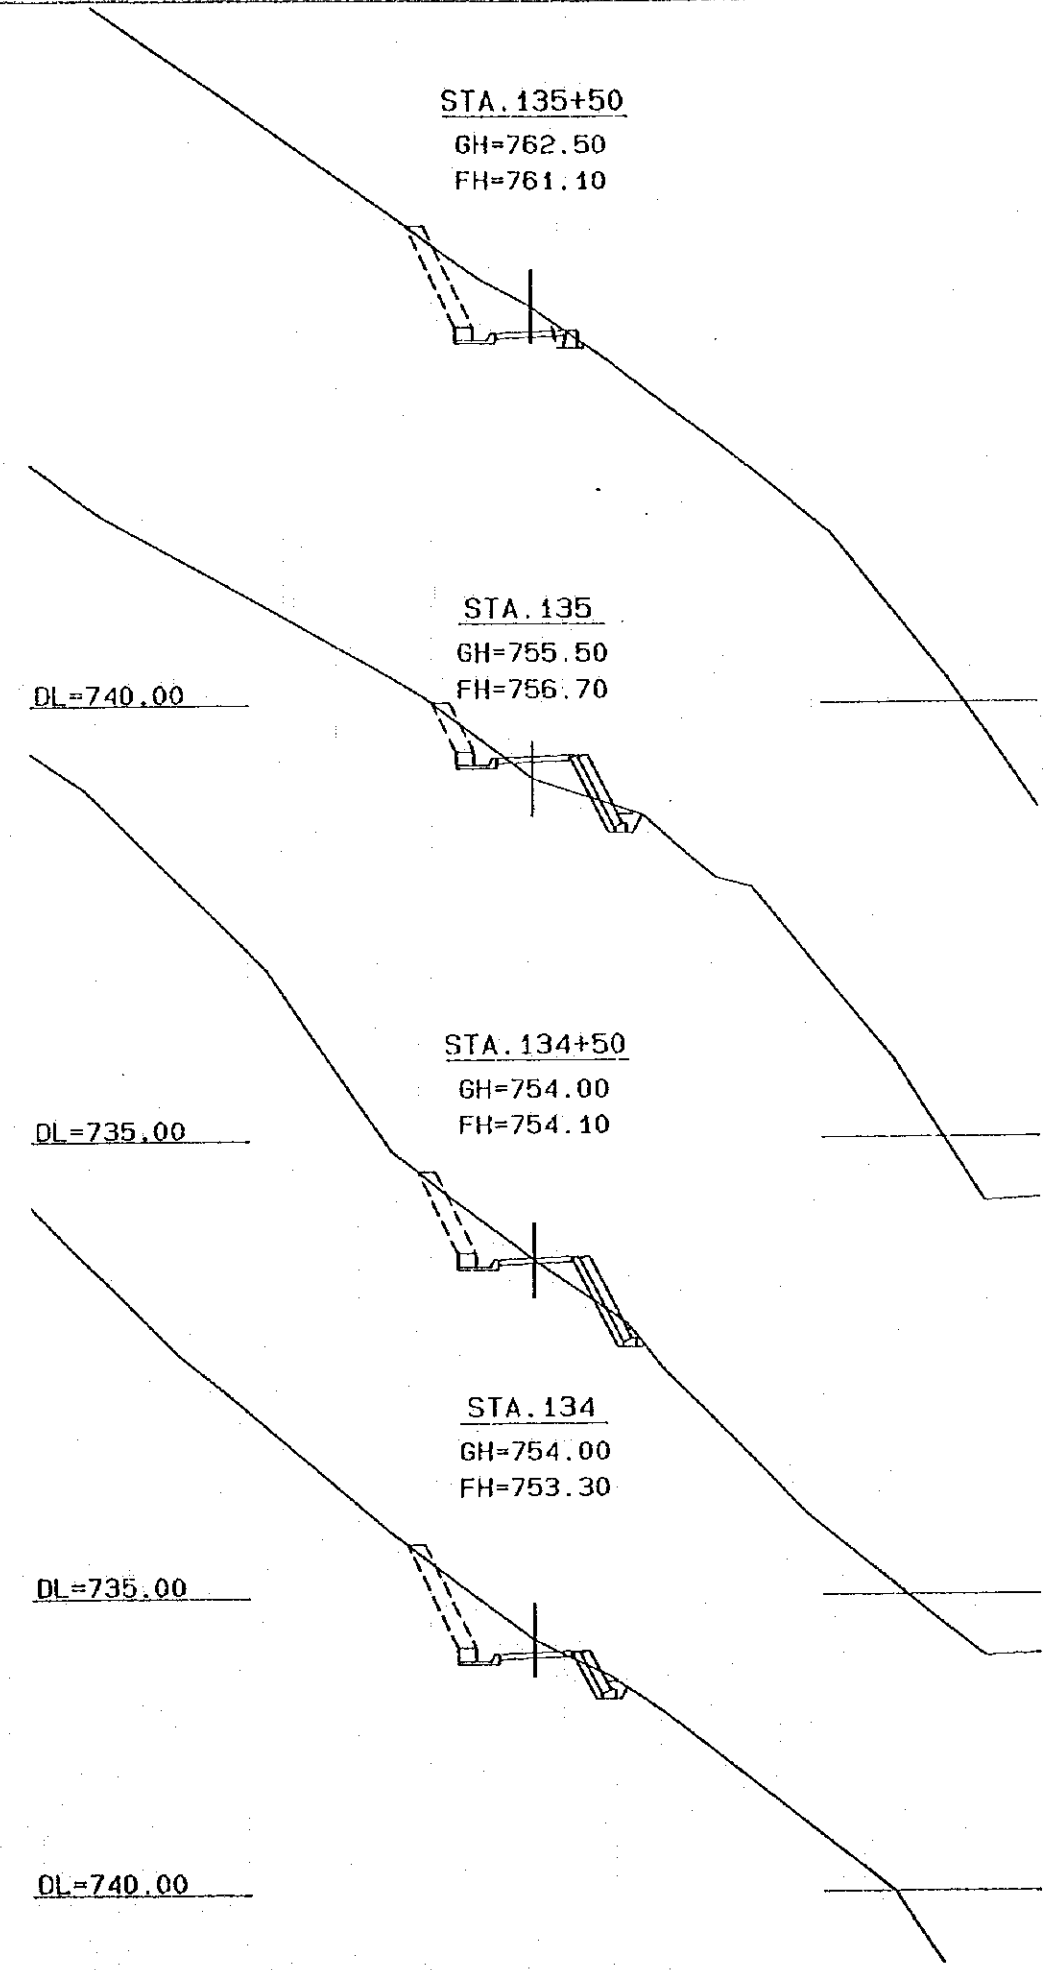 STA.135+50
GH=762.50
FH=761.10
STA.135
GH=755.50
FH=756.70
DL=740.00
STA.134+50
GH=754.00
FH=754.10
DL=735.00
STA.134
GH=754.00
FH=753.30
DL=735.00
DL=740.00